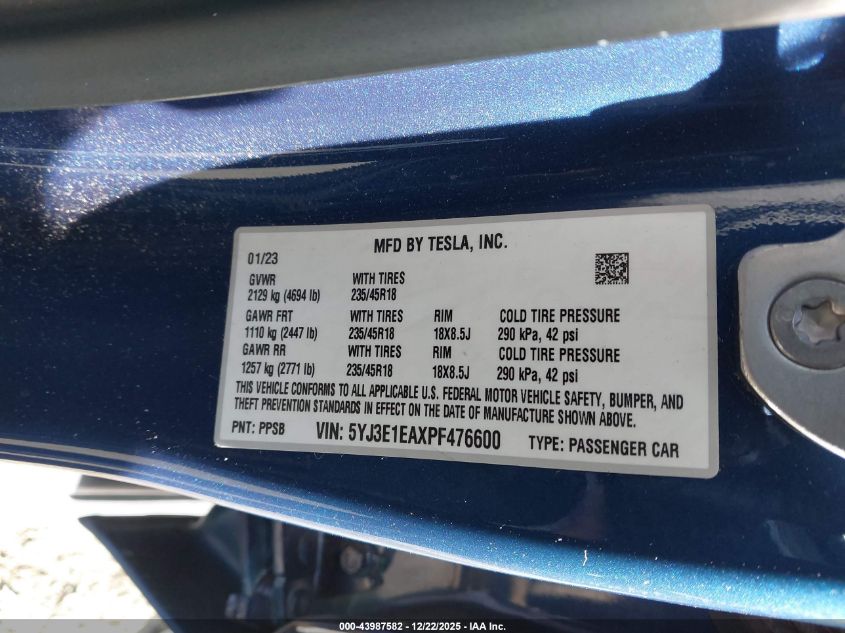 MFD BY TESLA, INC.
01/23
GVWR WITH TIRES
2129 kg (4694 lb) 235/45R18
GAWR FRT WITH TIRES RIM COLD TIRE PRESSURE
1110 kg (2447 lb) 235/45R18 18X8.5J 290 kPa, 42 psi
GAWR RR WITH TIRES RIM COLD TIRE PRESSURE
1257 kg (2771 lb) 235/45R18 18X8.5J 290 kPa, 42 psi
THIS VEHICLE CONFORMS TO ALL APPLICABLE U.S. FEDERAL MOTOR VEHICLE SAFETY, BUMPER, AND
THEFT PREVENTION STANDARDS IN EFFECT ON THE DATE OF MANUFACTURE SHOWN ABOVE.
PNT: PPSB VIN: 5YJ3E1EAXPF476600 TYPE: PASSENGER CAR
000-43987582 - 12/22/2025 - IAA Inc.